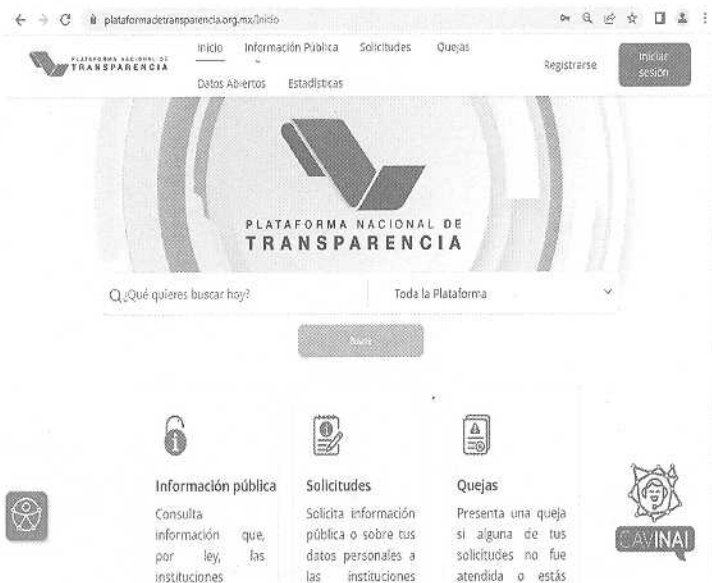 plataformadetransparencia.org.mx/Inicio
PLATAFORMA NACIONAL DE
TRANSPARENCIA
Inicio Información Pública Solicitudes Quejas
Datos Abiertos Estadísticas
Registrarse
Iniciar
sesión
PLATAFORMA NACIONAL DE
TRANSPARENCIA
¿Qué quieres buscar hoy? Toda la Plataforma
Buscar
Información pública
Consulta
información que,
por ley, las
instituciones
Solicitudes
Solicita información
pública o sobre tus
datos personales a
las instituciones
Quejas
Presenta una queja
si alguna de tus
solicitudes no fue
atendida o estás
CAVINAI